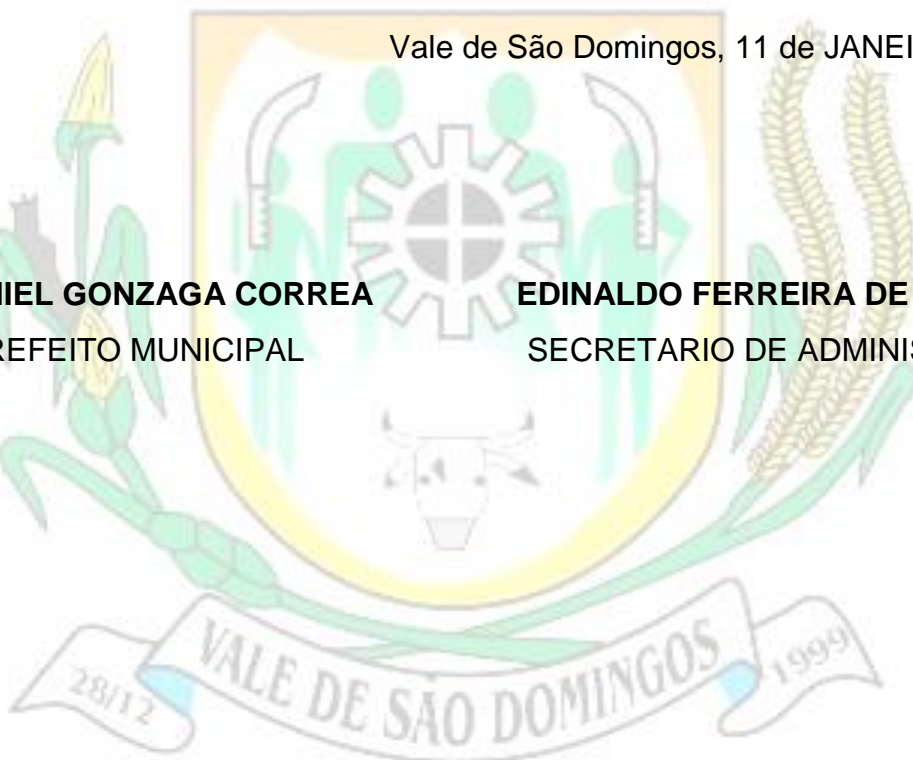 Vale de São Domingos, 11 de JANEI
IEL GONZAGA CORREA EDINALDO FERREIRA DE
REFEITO MUNICIPAL SECRETARIO DE ADMINIS
28/12 VALE DE SÃO DOMINGOS 1999